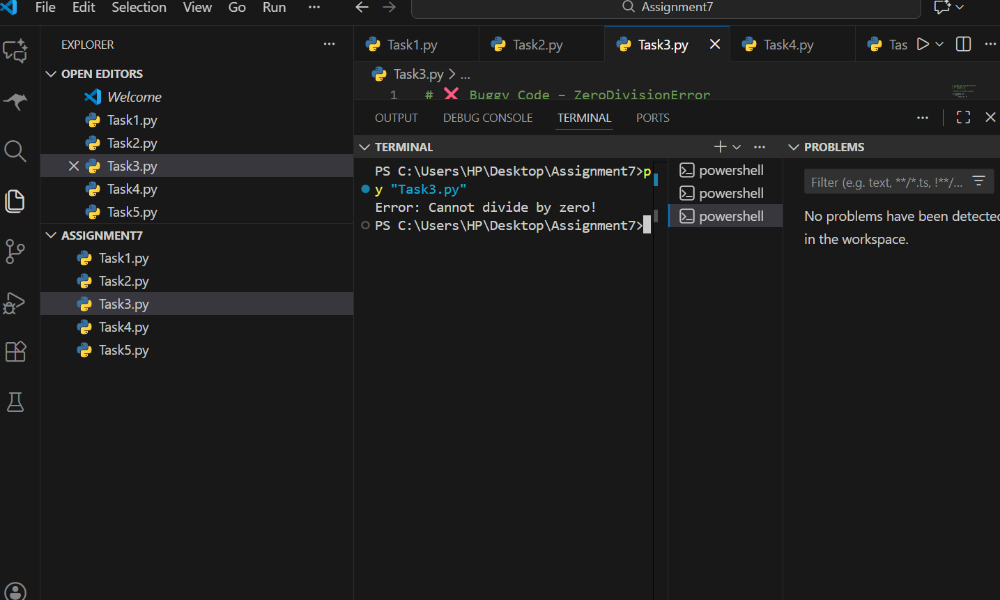 File Edit Selection View Go Run ···
Assignment7
EXPLORER ···
OPEN EDITORS
Welcome
Task1.py
Task2.py
Task3.py
Task4.py
Task5.py
ASSIGNMENT7
Task1.py
Task2.py
Task3.py
Task4.py
Task5.py
Task1.py Task2.py Task3.py Task4.py Tas
Task3.py > ...
1 # ❌ Buggy Code – ZeroDivisionError
OUTPUT DEBUG CONSOLE TERMINAL PORTS
TERMINAL
PS C:\Users\HP\Desktop\Assignment7>p
y "Task3.py"
Error: Cannot divide by zero!
PS C:\Users\HP\Desktop\Assignment7>
powershell
powershell
powershell
PROBLEMS
Filter (e.g. text, **/*.ts, !**/...
No problems have been detected
in the workspace.